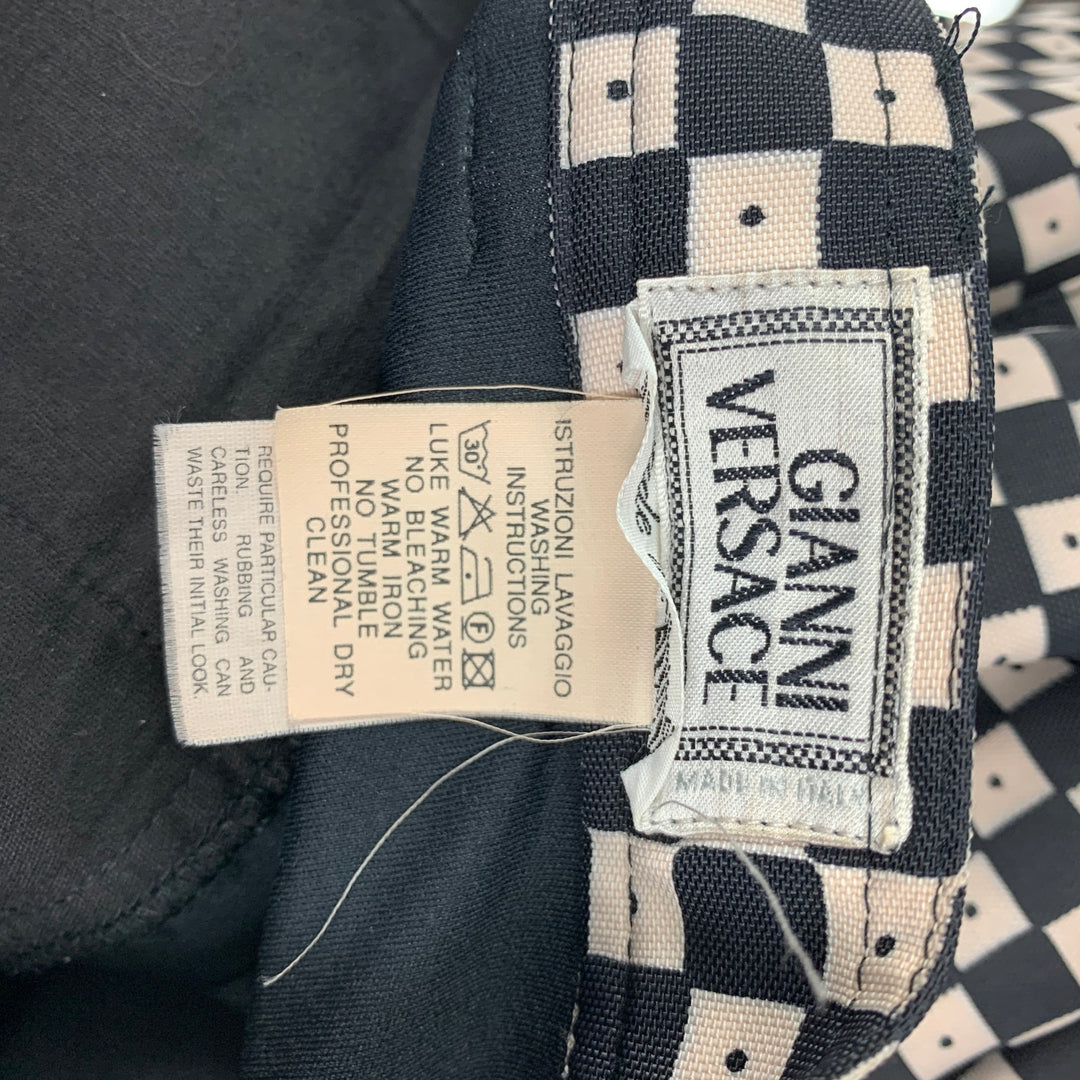 GIANNI
VERSACE
MADE IN ITALY
ISTRUZIONI LAVAGGIO
WASHING
INSTRUCTIONS
30 F
LUKE WARM WATER
NO BLEACHING
WARM IRON
NO TUMBLE
PROFESSIONAL DRY
CLEAN
REQUIRE PARTICULAR CAU-
TION. RUBBING AND
CARELESS WASHING CAN
WASTE THEIR INITIAL LOOK.